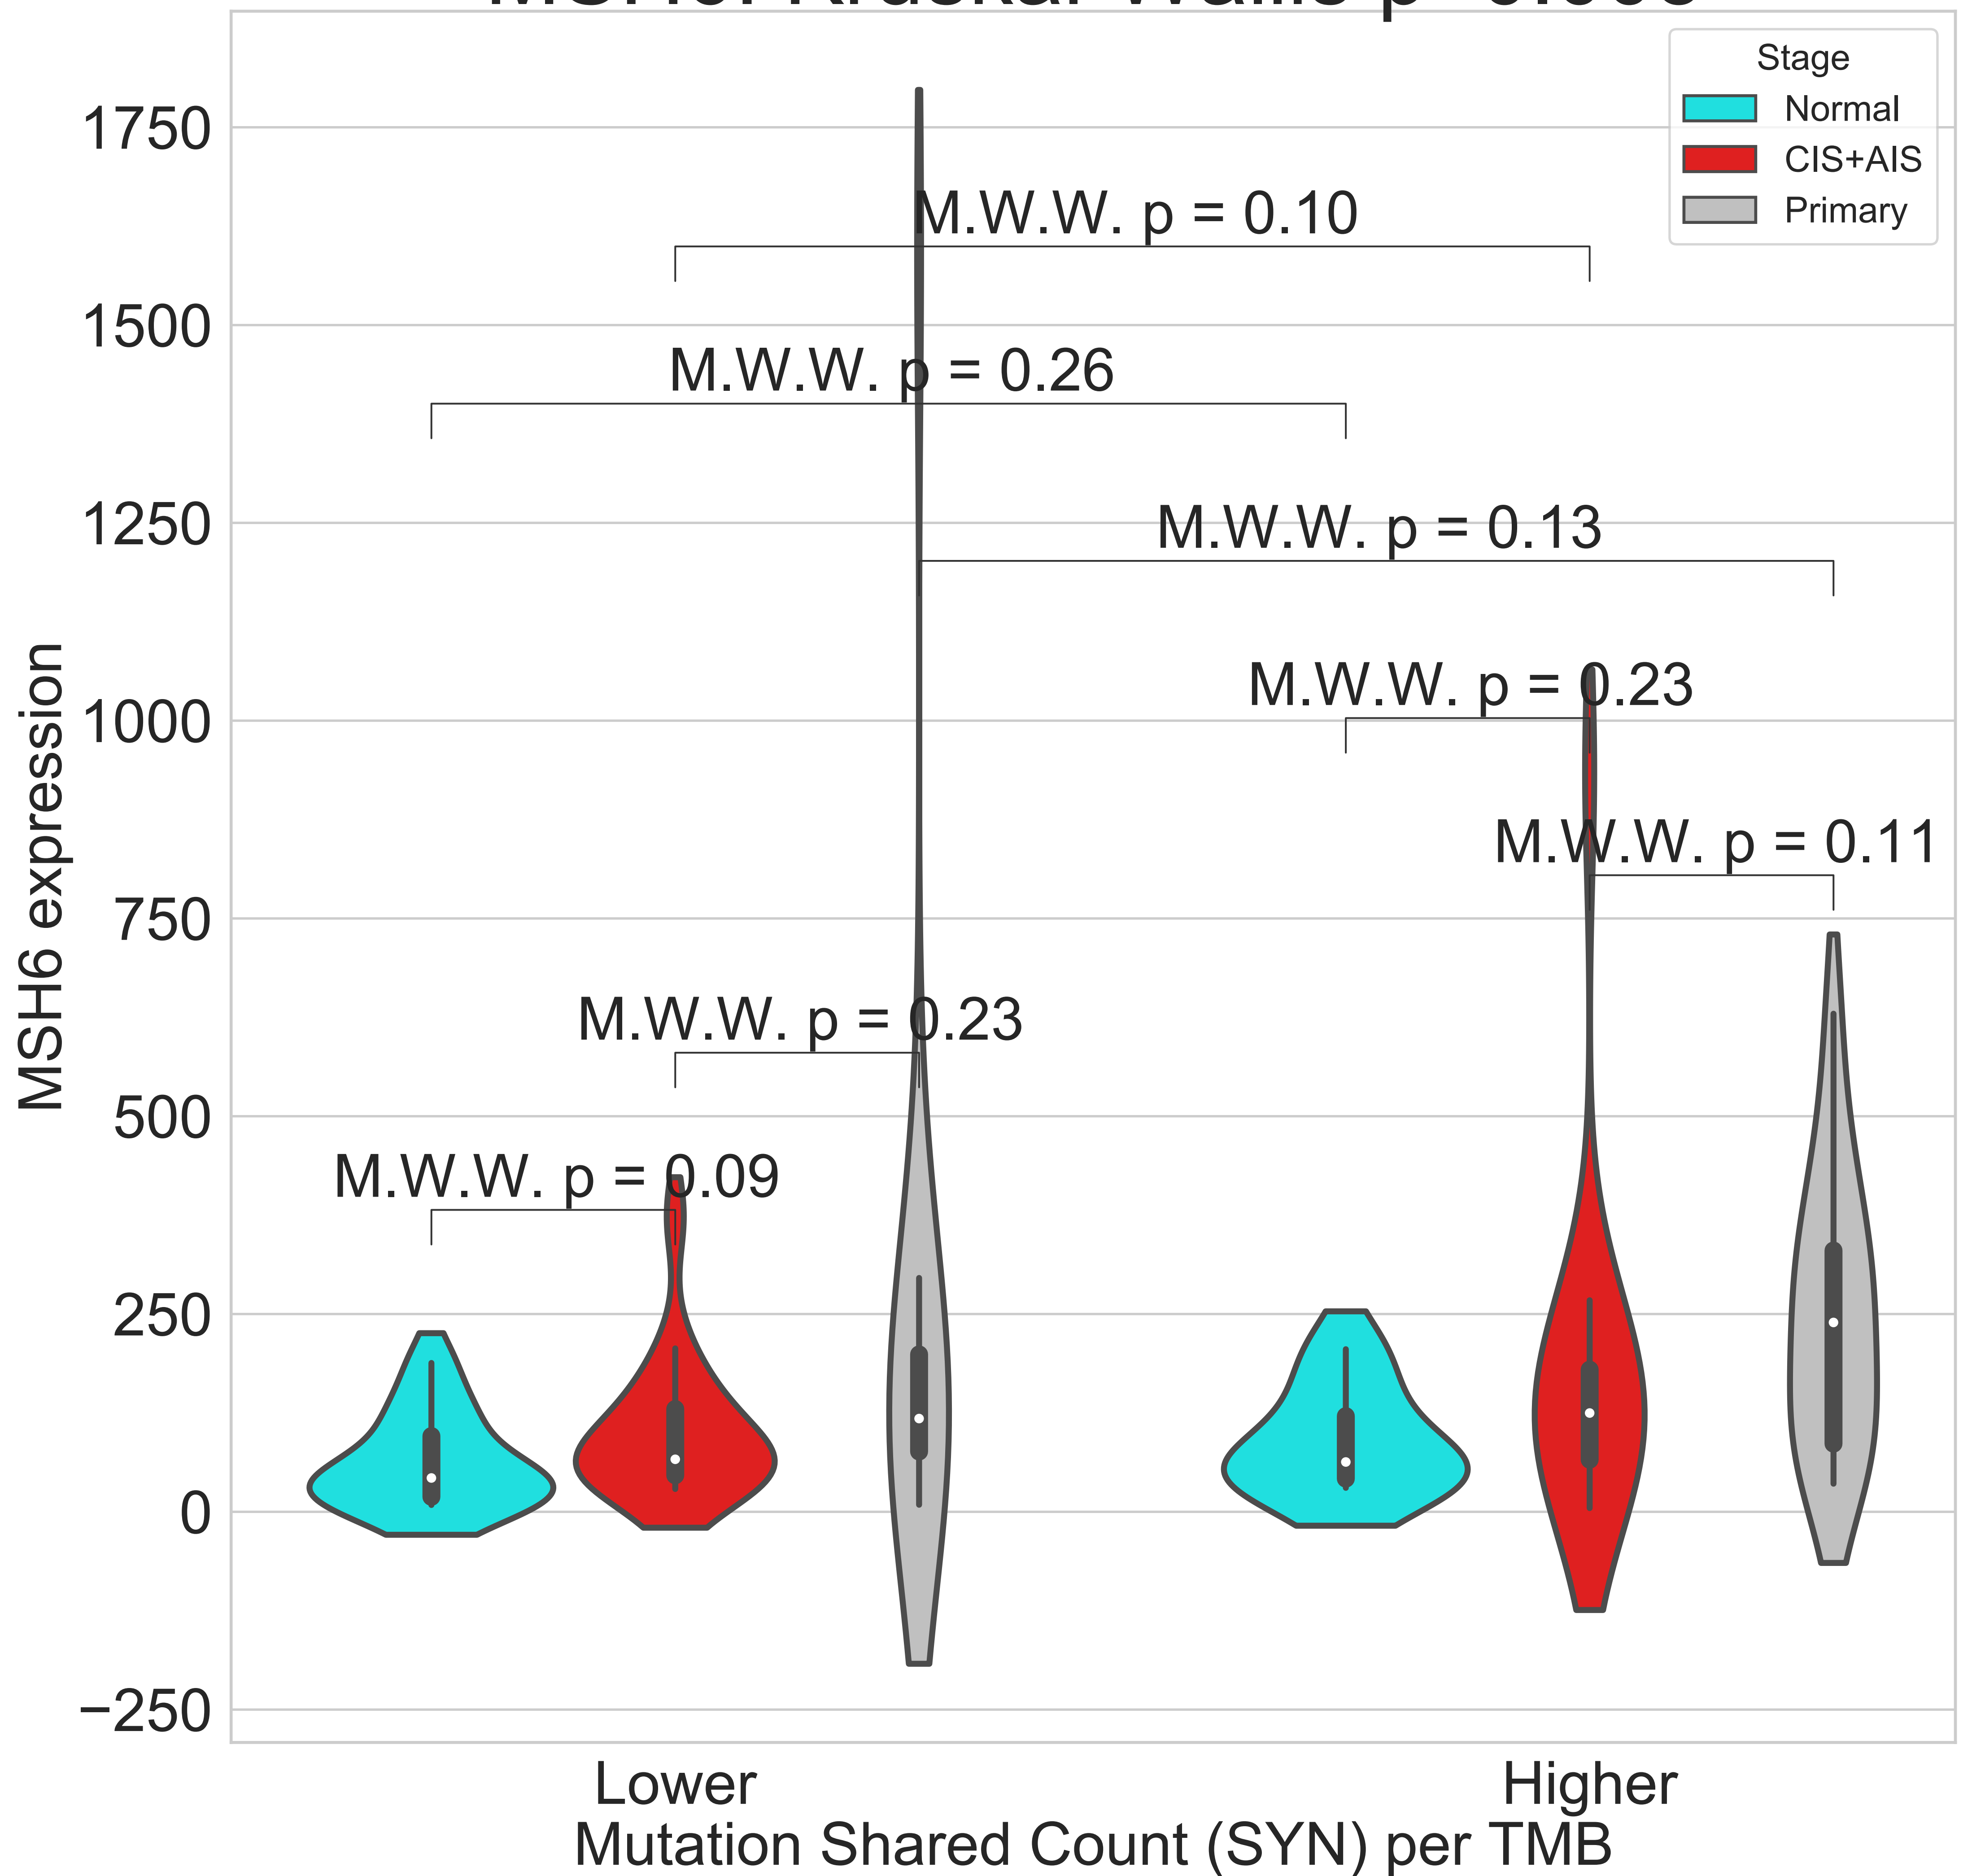 Stage
Normal
CIS+AIS
Primary
1750
M.W.W. p = 0.10
1500
M.W.W. p = 0.26
1250
M.W.W. p = 0.13
1000
M.W.W. p = 0.23
750
M.W.W. p = 0.11
M.W.W. p = 0.23
500
M.W.W. p = 0.09
250
0
−250
MSH6 expression
Lower
Higher
Mutation Shared Count (SYN) per TMB